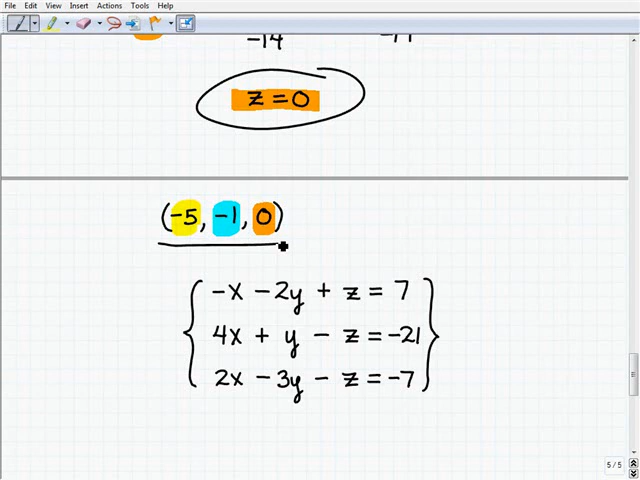 File Edit View Insert Actions Tools Help
-14
z = 0
(-5, -1, 0)
-x - 2y + z = 7
4x + y - z = -21
2x - 3y - z = -7
5/5